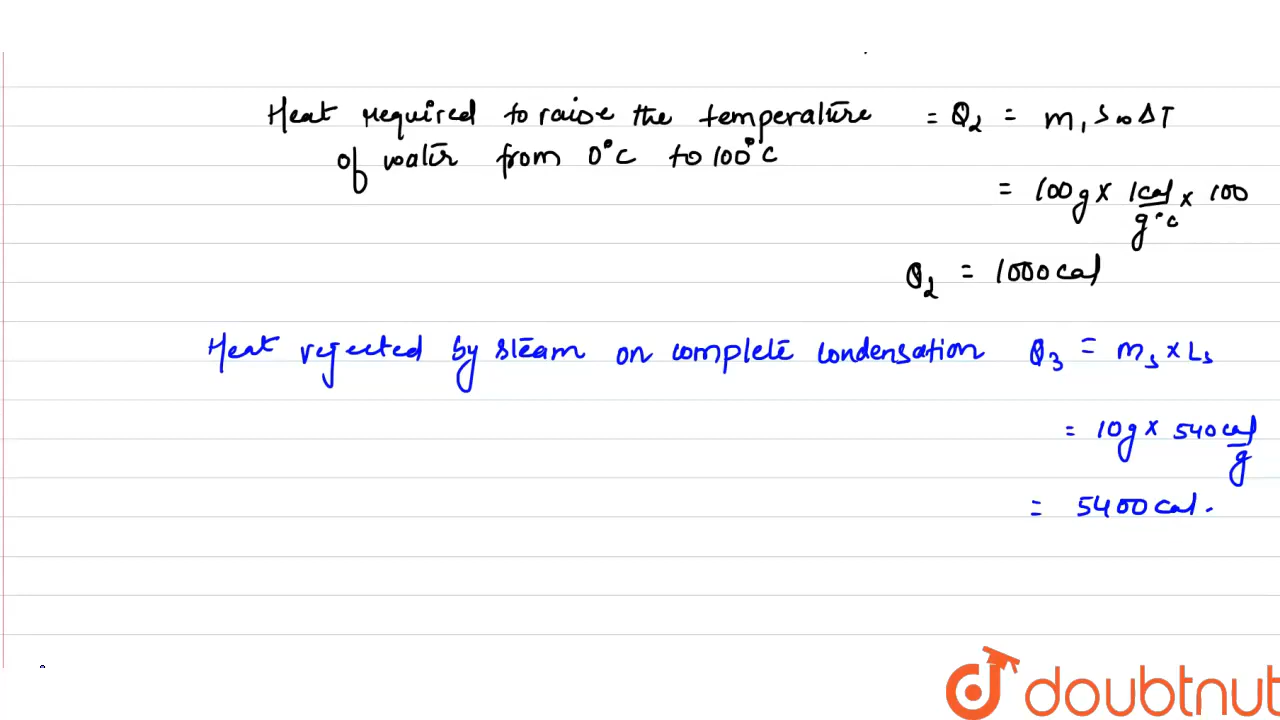 Heat required to raise the temperature = Q₂ = m₁ Sω ΔT
of water from 0°C to 100°C
= 100g × 1cal/g°C × 100
Q₂ = 1000 cal
Heat rejected by steam on complete condensation Q₃ = mₛ × Lₛ
= 10g × 540 cal/g
= 5400 cal.
doubtnut